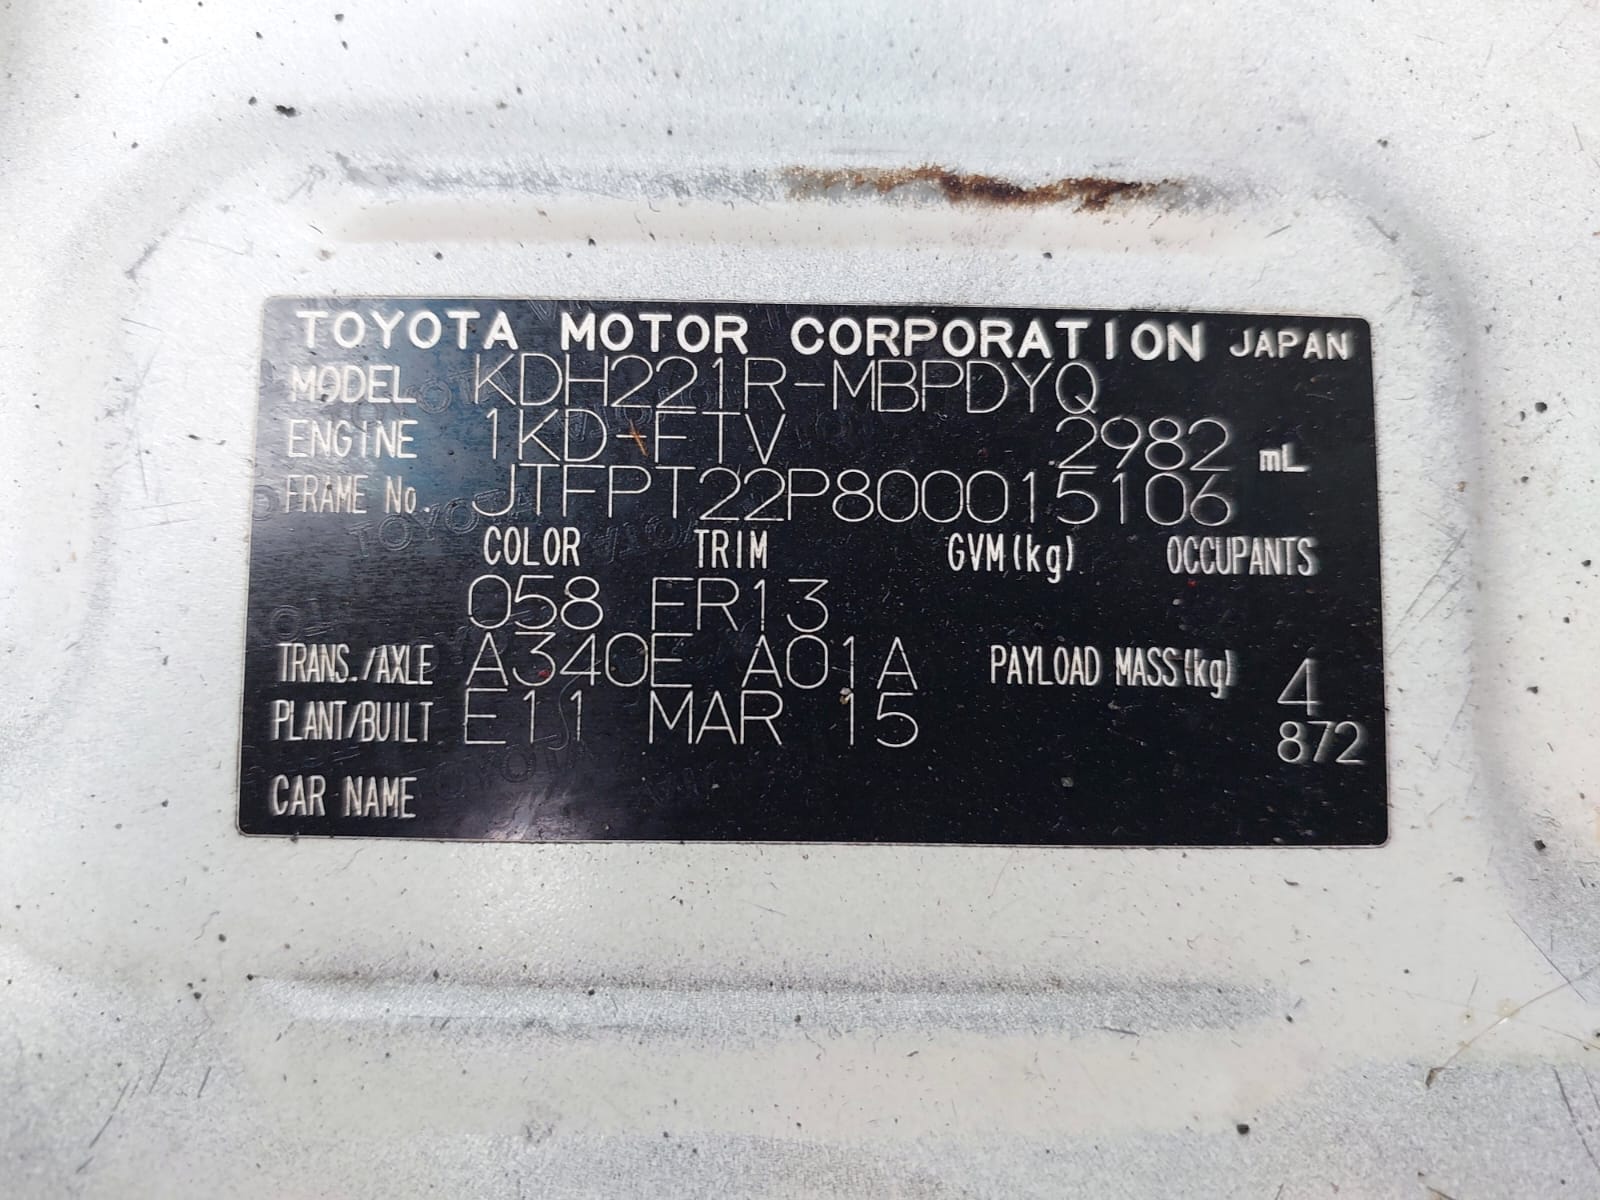 TOYOTA MOTOR CORPORATION JAPAN
MODEL KDH221R-MBPDYQ
ENGINE 1KD-FTV 2982 mL
FRAME No. JTFPT22P800015106
COLOR TRIM GVM(kg) OCCUPANTS
058 FR13
TRANS./AXLE A340E A01A PAYLOAD MASS(kg) 4
PLANT/BUILT E11 MAR 15 872
CAR NAME